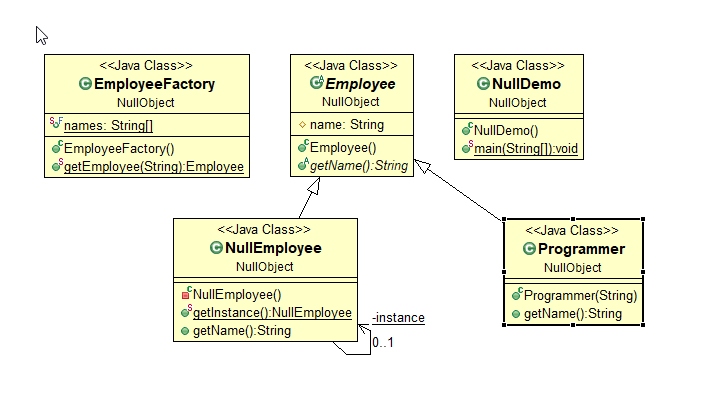 <<Java Class>>
EmployeeFactory
NullObject
names: String[]
EmployeeFactory()
getEmployee(String):Employee
<<Java Class>>
Employee
NullObject
name: String
Employee()
getName():String
<<Java Class>>
NullDemo
NullObject
NullDemo()
main(String[]):void
<<Java Class>>
NullEmployee
NullObject
NullEmployee()
getInstance():NullEmployee
getName():String
-instance
0..1
<<Java Class>>
Programmer
NullObject
Programmer(String)
getName():String